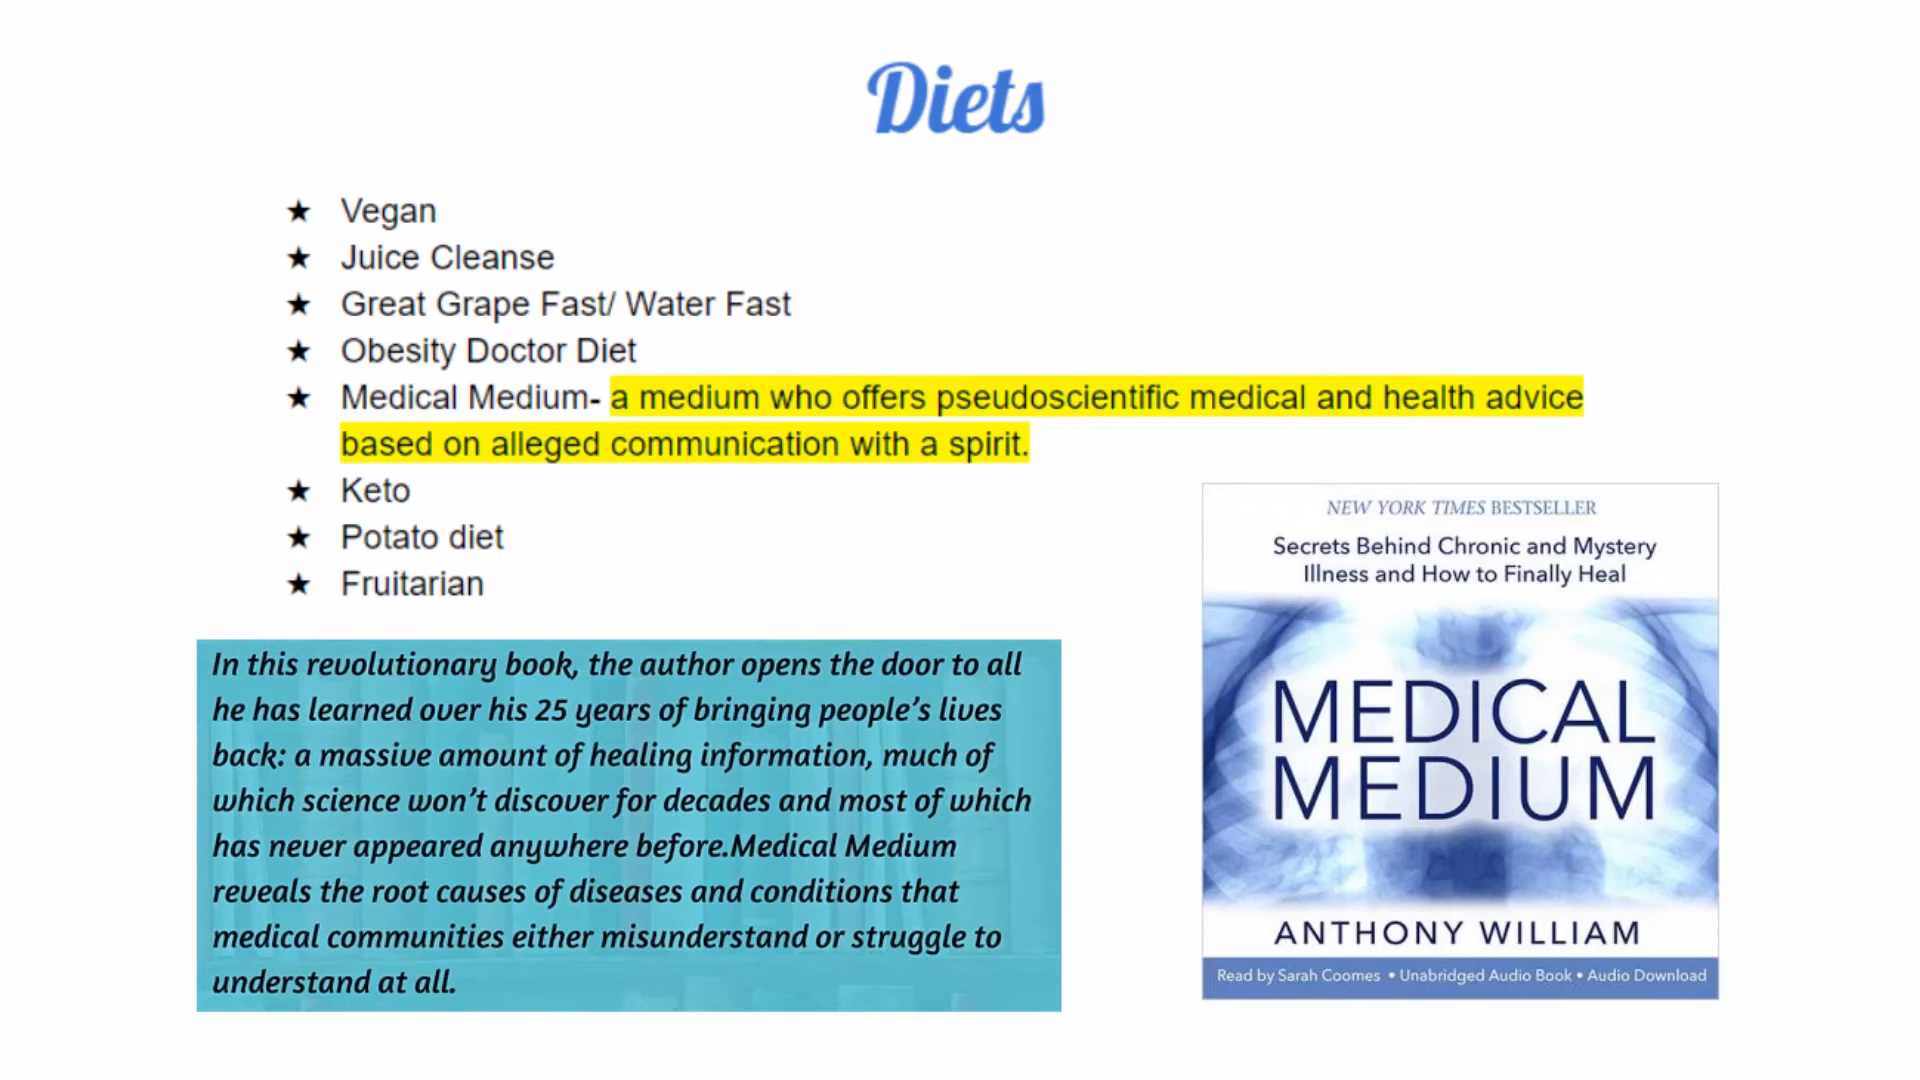 Diets
★ Vegan
★ Juice Cleanse
★ Great Grape Fast/ Water Fast
★ Obesity Doctor Diet
★ Medical Medium- a medium who offers pseudoscientific medical and health advice
based on alleged communication with a spirit.
★ Keto
★ Potato diet
★ Fruitarian
In this revolutionary book, the author opens the door to all
he has learned over his 25 years of bringing people's lives
back: a massive amount of healing information, much of
which science won't discover for decades and most of which
has never appeared anywhere before.Medical Medium
reveals the root causes of diseases and conditions that
medical communities either misunderstand or struggle to
understand at all.
NEW YORK TIMES BESTSELLER
Secrets Behind Chronic and Mystery
Illness and How to Finally Heal
MEDICAL
MEDIUM
ANTHONY WILLIAM
Read by Sarah Coomes • Unabridged Audio Book • Audio Download